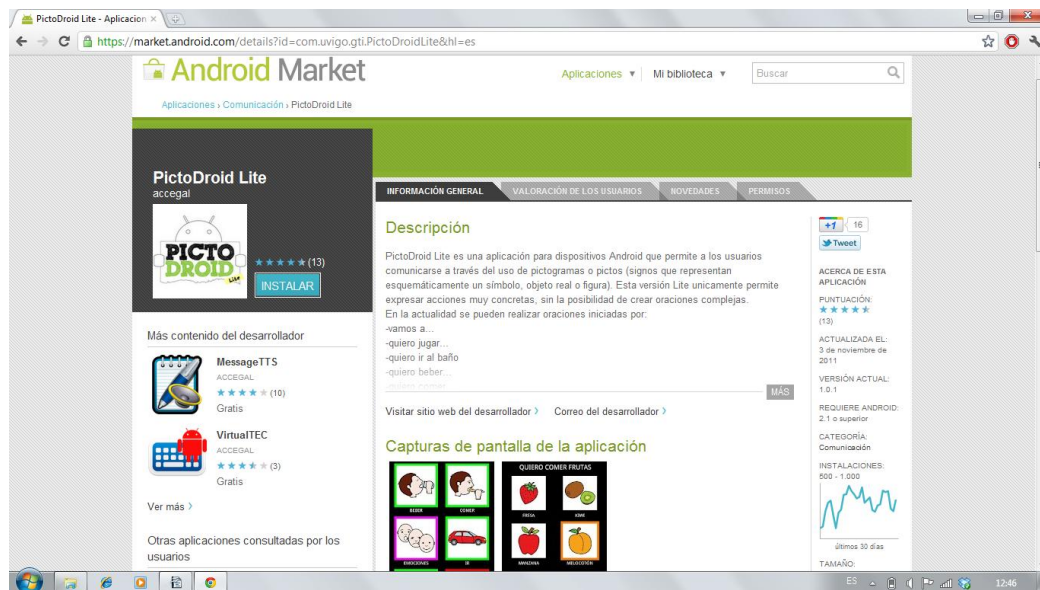 PictoDroid Lite - Aplicacion
https://market.android.com/details?id=com.uvigo.gti.PictoDroidLite&hl=es
Android Market
Aplicaciones
Mi biblioteca
Buscar
Aplicaciones › Comunicación › PictoDroid Lite
PictoDroid Lite
accegal
PICTO
DROID
Lite
(13)
INSTALAR
Más contenido del desarrollador
MessageTTS
ACCEGAL
(10)
Gratis
VirtualTEC
ACCEGAL
(3)
Gratis
Ver más
Otras aplicaciones consultadas por los
usuarios
INFORMACIÓN GENERAL
VALORACIÓN DE LOS USUARIOS
NOVEDADES
PERMISOS
Descripción
PictoDroid Lite es una aplicación para dispositivos Android que permite a los usuarios
comunicarse a través del uso de pictogramas o pictos (signos que representan
esquemáticamente un símbolo, objeto real o figura). Esta versión Lite unicamente permite
expresar acciones muy concretas, sin la posibilidad de crear oraciones complejas.
En la actualidad se pueden realizar oraciones iniciadas por:
-vamos a...
-quiero jugar...
-quiero ir al baño
-quiero beber...
-quiero comer...
MÁS
Visitar sitio web del desarrollador
Correo del desarrollador
Capturas de pantalla de la aplicación
BEBER
COMER
EMOCIONES
IR
QUIERO COMER FRUTAS
FRESA
KIWI
MANZANA
MELOCOTÓN
+1
16
Tweet
ACERCA DE ESTA
APLICACIÓN
PUNTUACIÓN:
(13)
ACTUALIZADA EL:
3 de noviembre de
2011
VERSIÓN ACTUAL:
1.0.1
REQUIERE ANDROID:
2.1 o superior
CATEGORÍA:
Comunicación
INSTALACIONES:
500 - 1.000
últimos 30 días
TAMAÑO:
ES
12:46